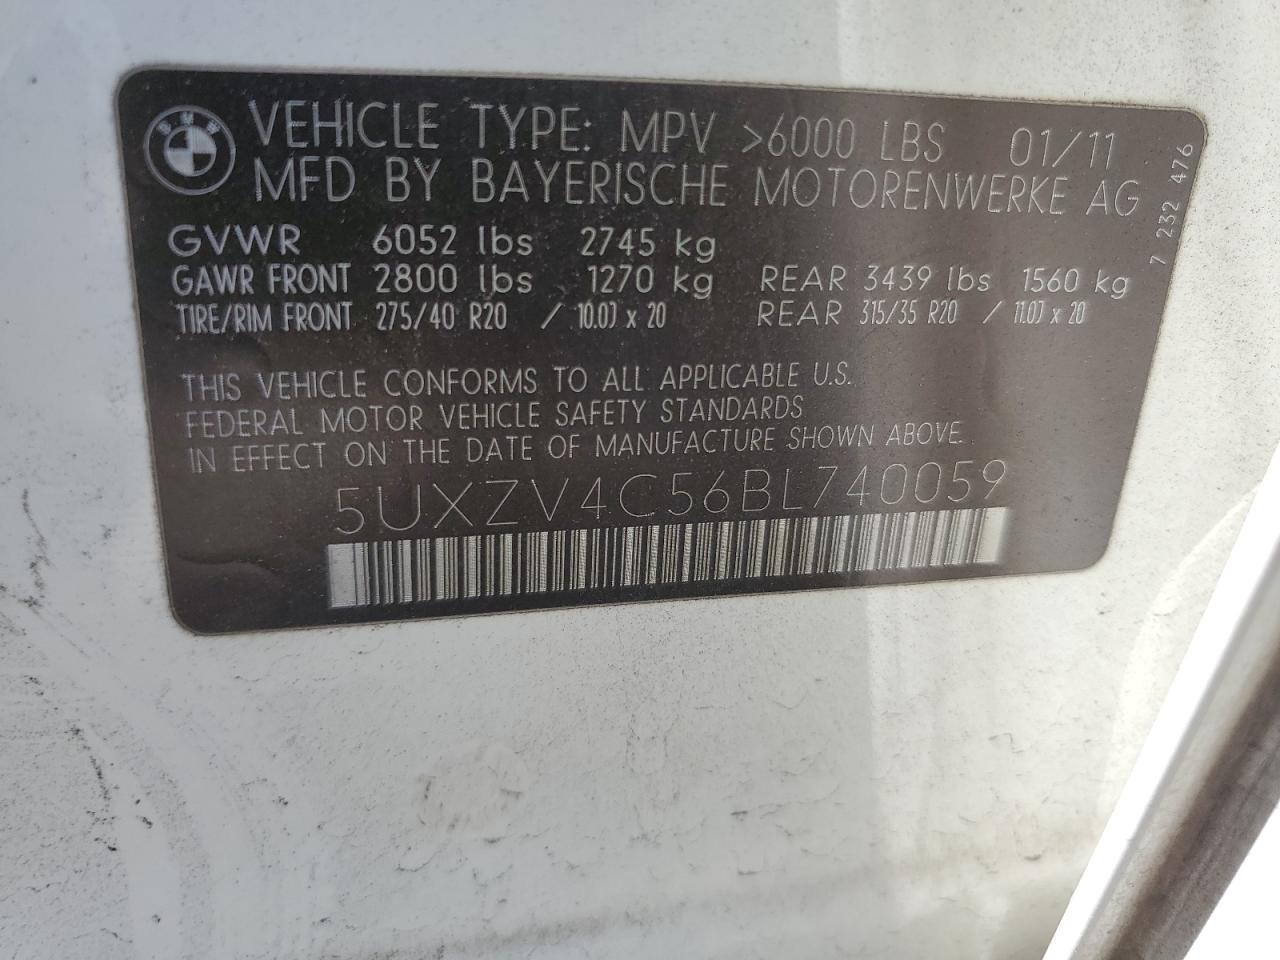 BMW
VEHICLE TYPE: MPV >6000 LBS 01/11
MFD BY BAYERISCHE MOTORENWERKE AG
7 232 476
GVWR 6052 lbs 2745 kg
GAWR FRONT 2800 lbs 1270 kg REAR 3439 lbs 1560 kg
TIRE/RIM FRONT 275/40 R20 / 10.0J x 20 REAR 315/35 R20 / 11.0J x 20
THIS VEHICLE CONFORMS TO ALL APPLICABLE U.S.
FEDERAL MOTOR VEHICLE SAFETY STANDARDS
IN EFFECT ON THE DATE OF MANUFACTURE SHOWN ABOVE.
5UXZV4C56BL740059